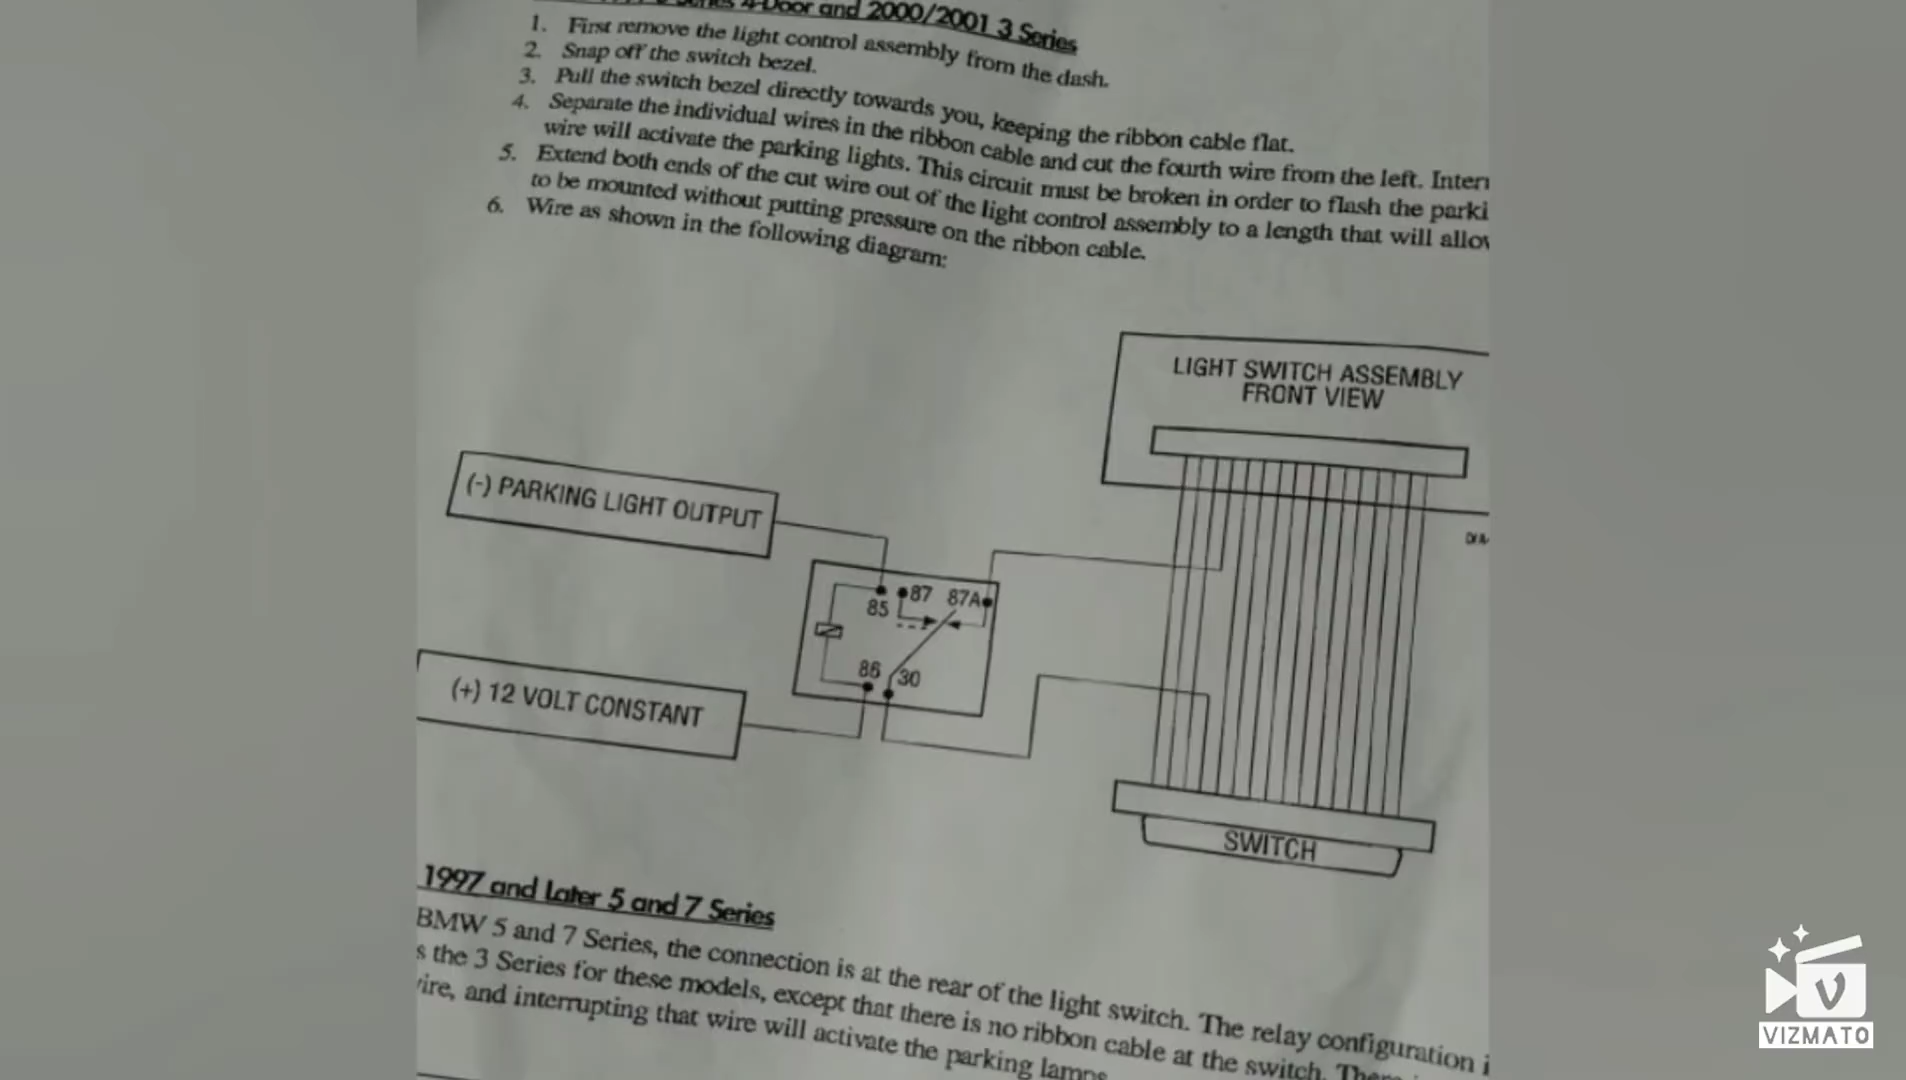 4-Door and 2000/2001 3 Series
1. First remove the light control assembly from the dash.
2. Snap off the switch bezel.
3. Pull the switch bezel directly towards you, keeping the ribbon cable flat.
4. Separate the individual wires in the ribbon cable and cut the fourth wire from the left.
wire will activate the parking lights. This circuit must be broken in order to flash the
5. Extend both ends of the cut wire out of the light control assembly to a length that will
to be mounted without putting pressure on the ribbon cable.
6. Wire as shown in the following diagram:
LIGHT SWITCH ASSEMBLY
FRONT VIEW
(-) PARKING LIGHT OUTPUT
87 87A
85
86 30
(+) 12 VOLT CONSTANT
SWITCH
1997 and Later 5 and 7 Series
BMW 5 and 7 Series, the connection is at the rear of the light switch. The relay configuration
the 3 Series for these models, except that there is no ribbon cable at the switch.
and interrupting that wire will activate the parking lamps
V
VIZMATO